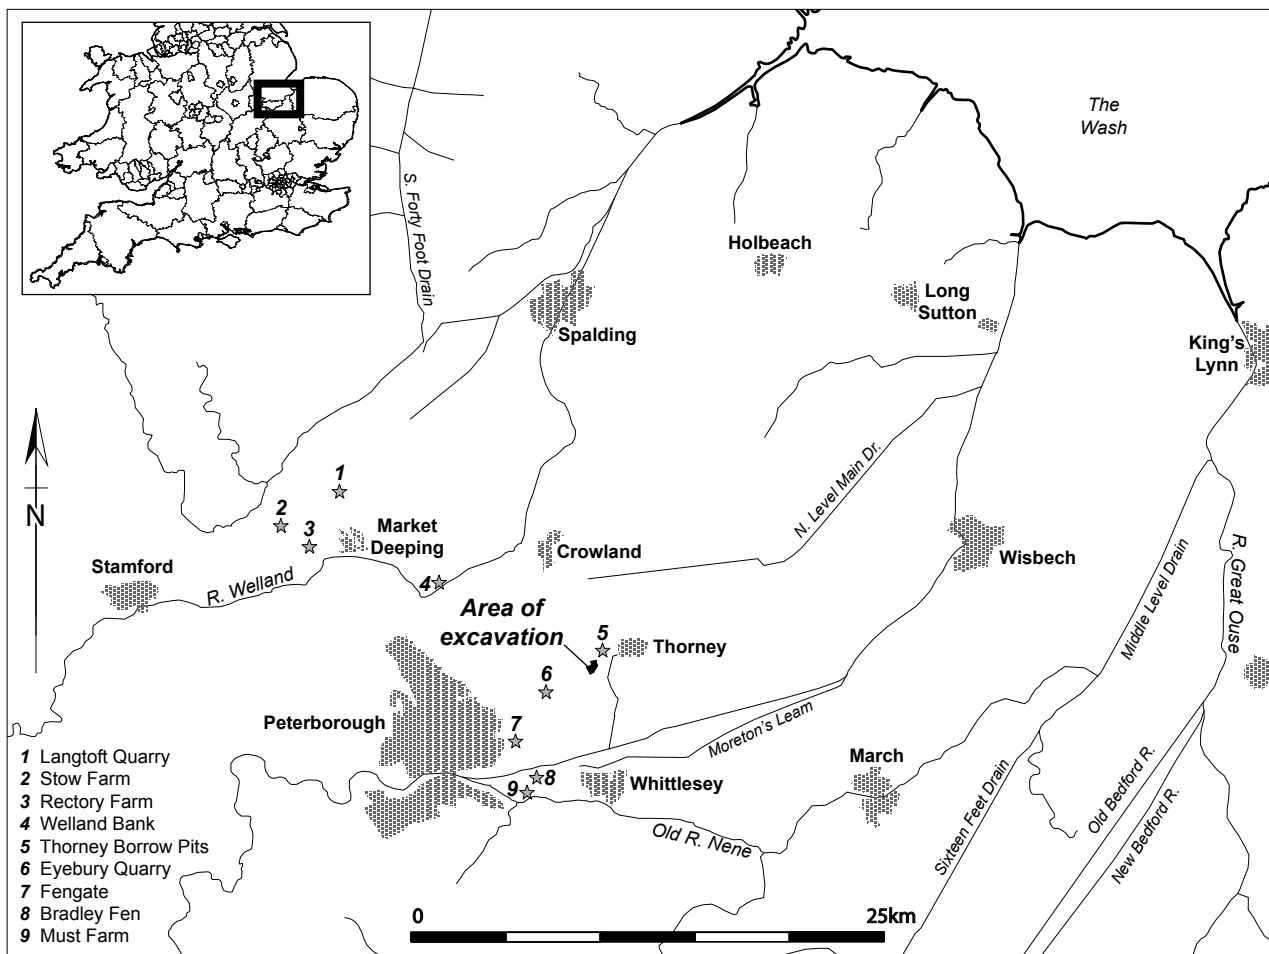 The
Wash
S. Forty Foot Drain
Holbeach
Long
Sutton
Spalding
King's
Lynn
N. Level Main Dr.
1
2
3
Market
Deeping
Crowland
Wisbech
Stamford
R. Welland
4
Middle Level Drain
R. Great Ouse
N
Area of
excavation
5
Thorney
6
Peterborough
7
Moreton's Leam
March
8
9
Whittlesey
Old R. Nene
Sixteen Feet Drain
Old Bedford R.
New Bedford R.
1 Langtoft Quarry
2 Stow Farm
3 Rectory Farm
4 Welland Bank
5 Thorney Borrow Pits
6 Eyebury Quarry
7 Fengate
8 Bradley Fen
9 Must Farm
0
25km